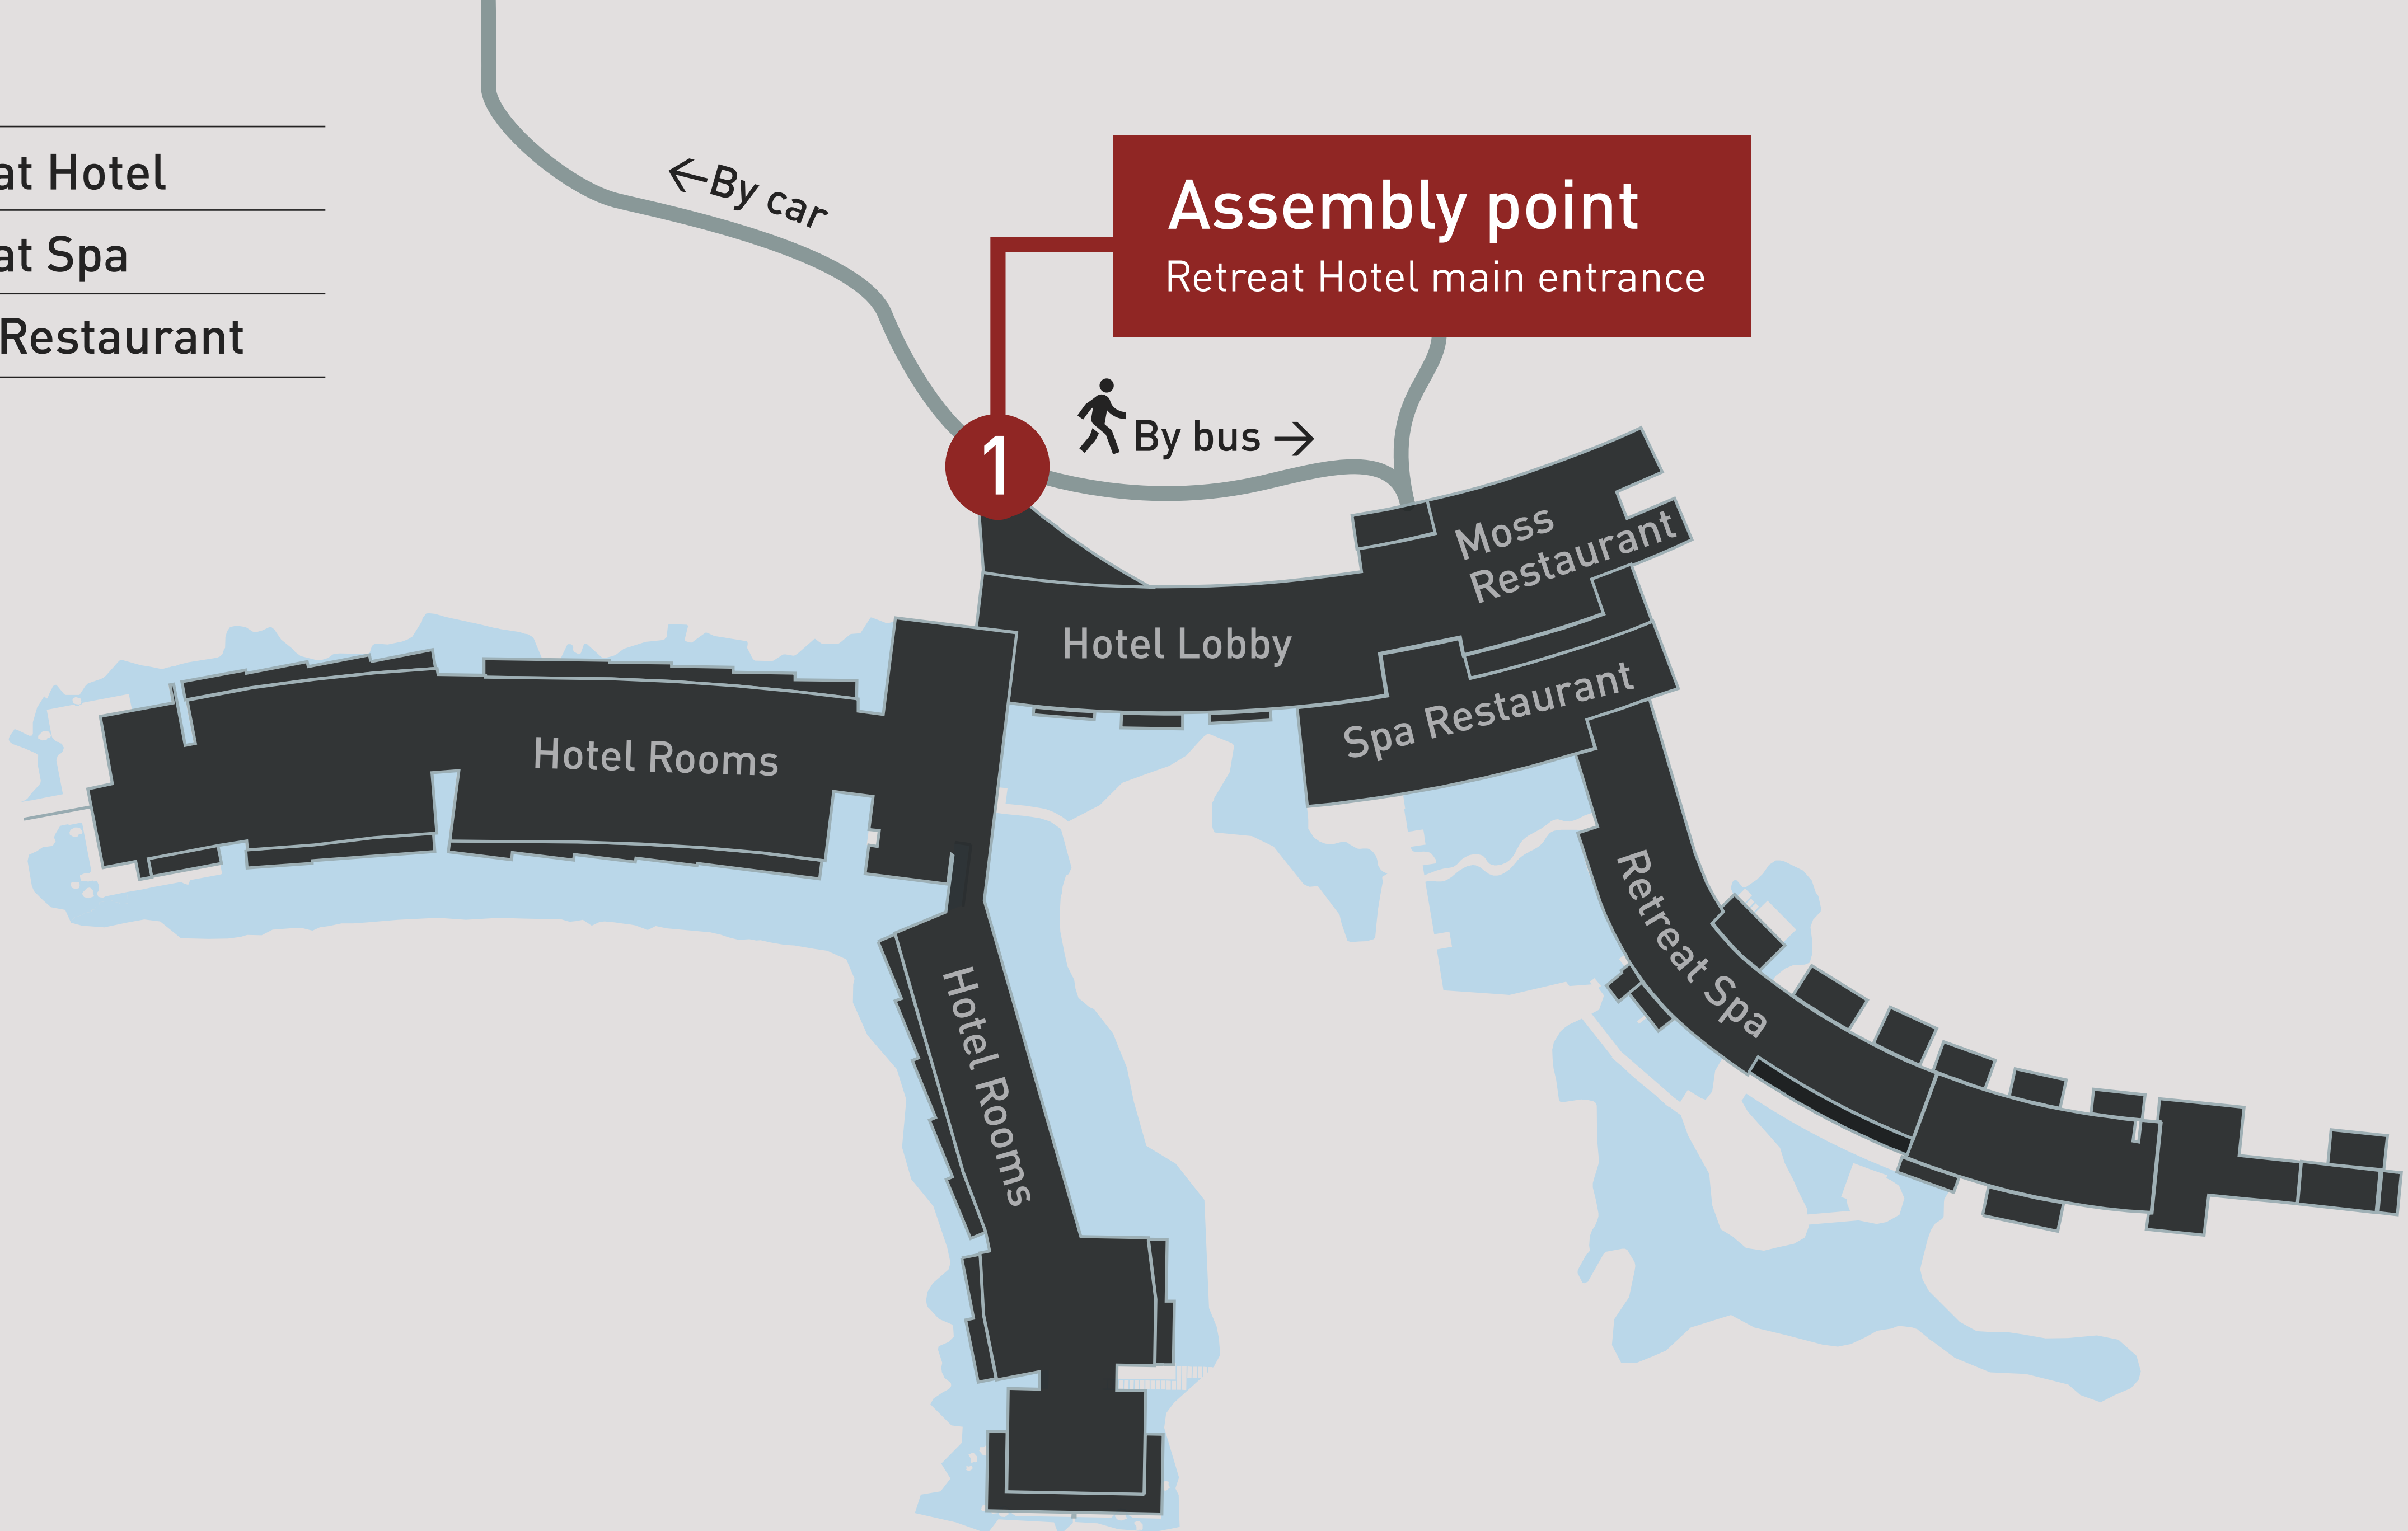 at Hotel
at Spa
Restaurant
← By car
Assembly point
Retreat Hotel main entrance
1
By bus →
Moss
Restaurant
Hotel Lobby
Spa Restaurant
Hotel Rooms
Retreat Spa
Hotel Rooms